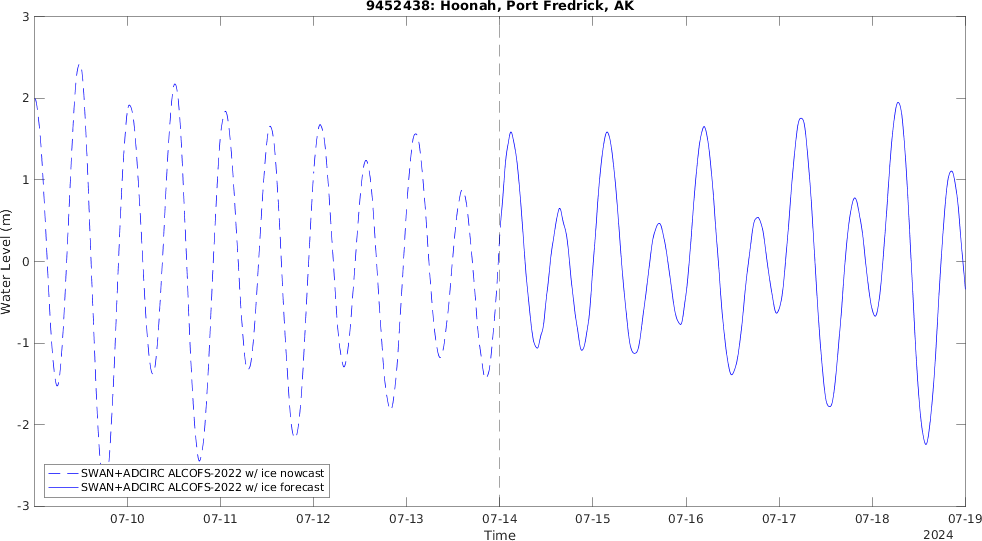 9452438: Hoonah, Port Fredrick, AK
3
2
1
0
-1
-2
-3
Water Level (m)
SWAN+ADCIRC ALCOFS-2022 w/ ice nowcast
SWAN+ADCIRC ALCOFS-2022 w/ ice forecast
07-10 07-11 07-12 07-13 07-14 07-15 07-16 07-17 07-18 07-19
Time
2024